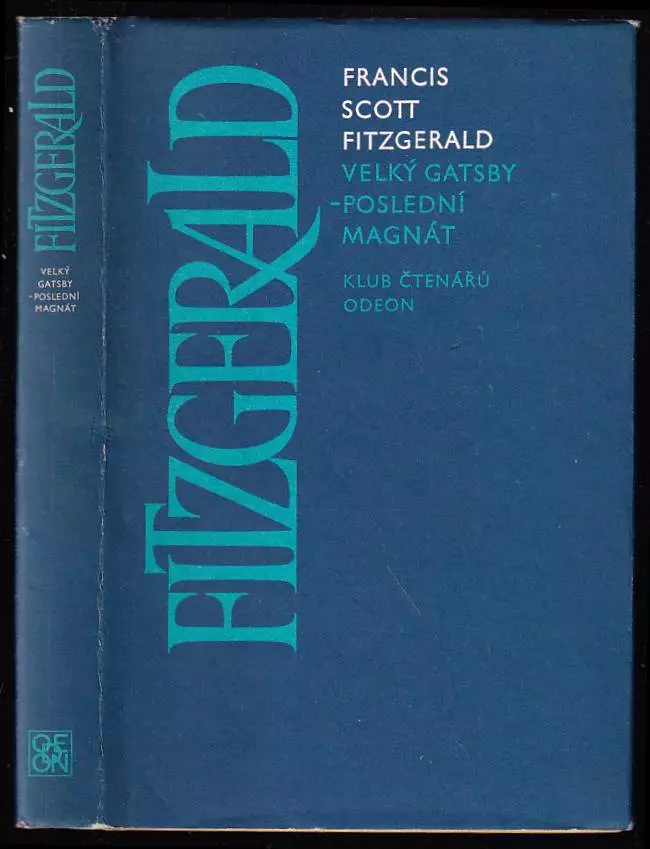 FITZGERALD
VELKÝ
GATSBY
-POSLEDNÍ
MAGNÁT
ODEON
FITZGERALD
FRANCIS
SCOTT
FITZGERALD
VELKÝ GATSBY
-POSLEDNÍ
MAGNÁT
KLUB ČTENÁŘŮ
ODEON